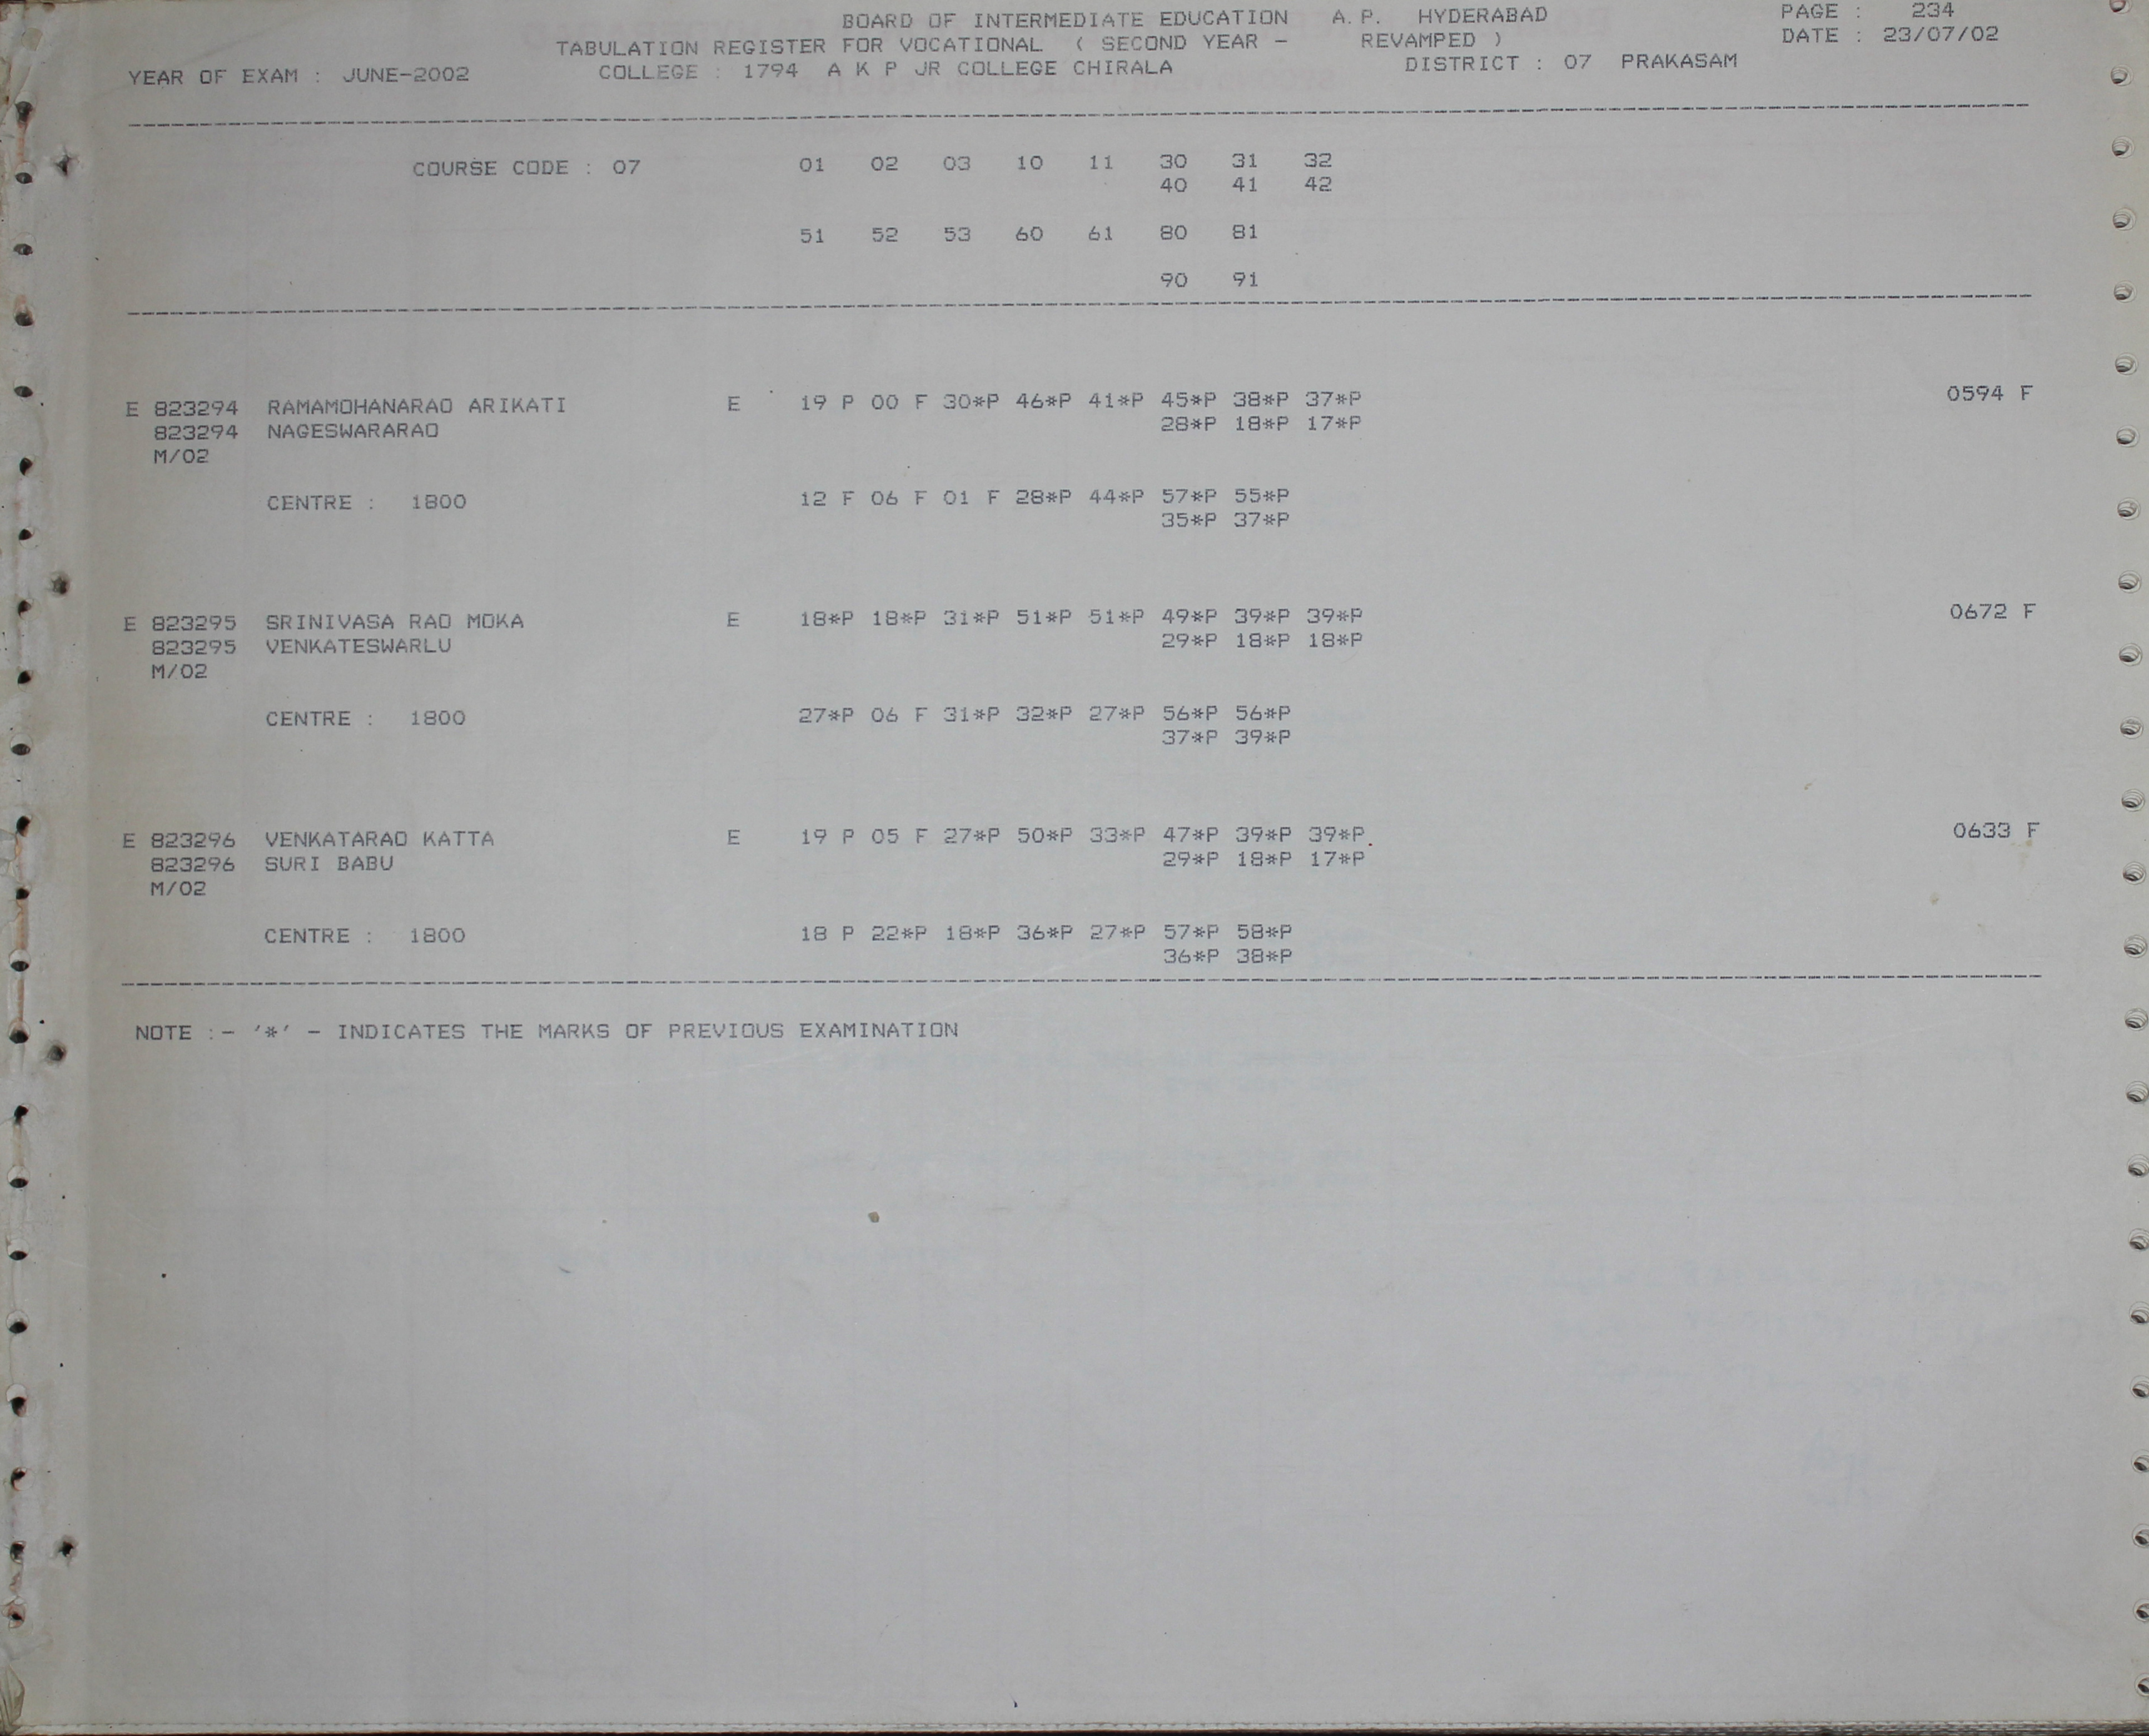 BOARD OF INTERMEDIATE EDUCATION A.P. HYDERABAD PAGE : 234
TABULATION REGISTER FOR VOCATIONAL ( SECOND YEAR - REVAMPED ) DATE : 23/07/02
YEAR OF EXAM : JUNE-2002 COLLEGE : 1794 A K P JR COLLEGE CHIRALA DISTRICT : 07 PRAKASAM
COURSE CODE : 07 01 02 03 10 11 30 31 32
40 41 42
51 52 53 60 61 80 81
90 91
E 823294 RAMAMOHANARAO ARIKATI E 19 P 00 F 30*P 46*P 41*P 45*P 38*P 37*P 0594 F
823294 NAGESWARARAO 28*P 18*P 17*P
M/02
CENTRE : 1800 12 F 06 F 01 F 28*P 44*P 57*P 55*P
35*P 37*P
E 823295 SRINIVASA RAO MOKA E 18*P 18*P 31*P 51*P 51*P 49*P 39*P 39*P 0672 F
823295 VENKATESWARLU 29*P 18*P 18*P
M/02
CENTRE : 1800 27*P 06 F 31*P 32*P 27*P 56*P 56*P
37*P 39*P
E 823296 VENKATARAO KATTA E 19 P 05 F 27*P 50*P 33*P 47*P 39*P 39*P 0633 F
823296 SURI BABU 29*P 18*P 17*P
M/02
CENTRE : 1800 18 P 22*P 18*P 36*P 27*P 57*P 58*P
36*P 38*P
NOTE :- '*' - INDICATES THE MARKS OF PREVIOUS EXAMINATION